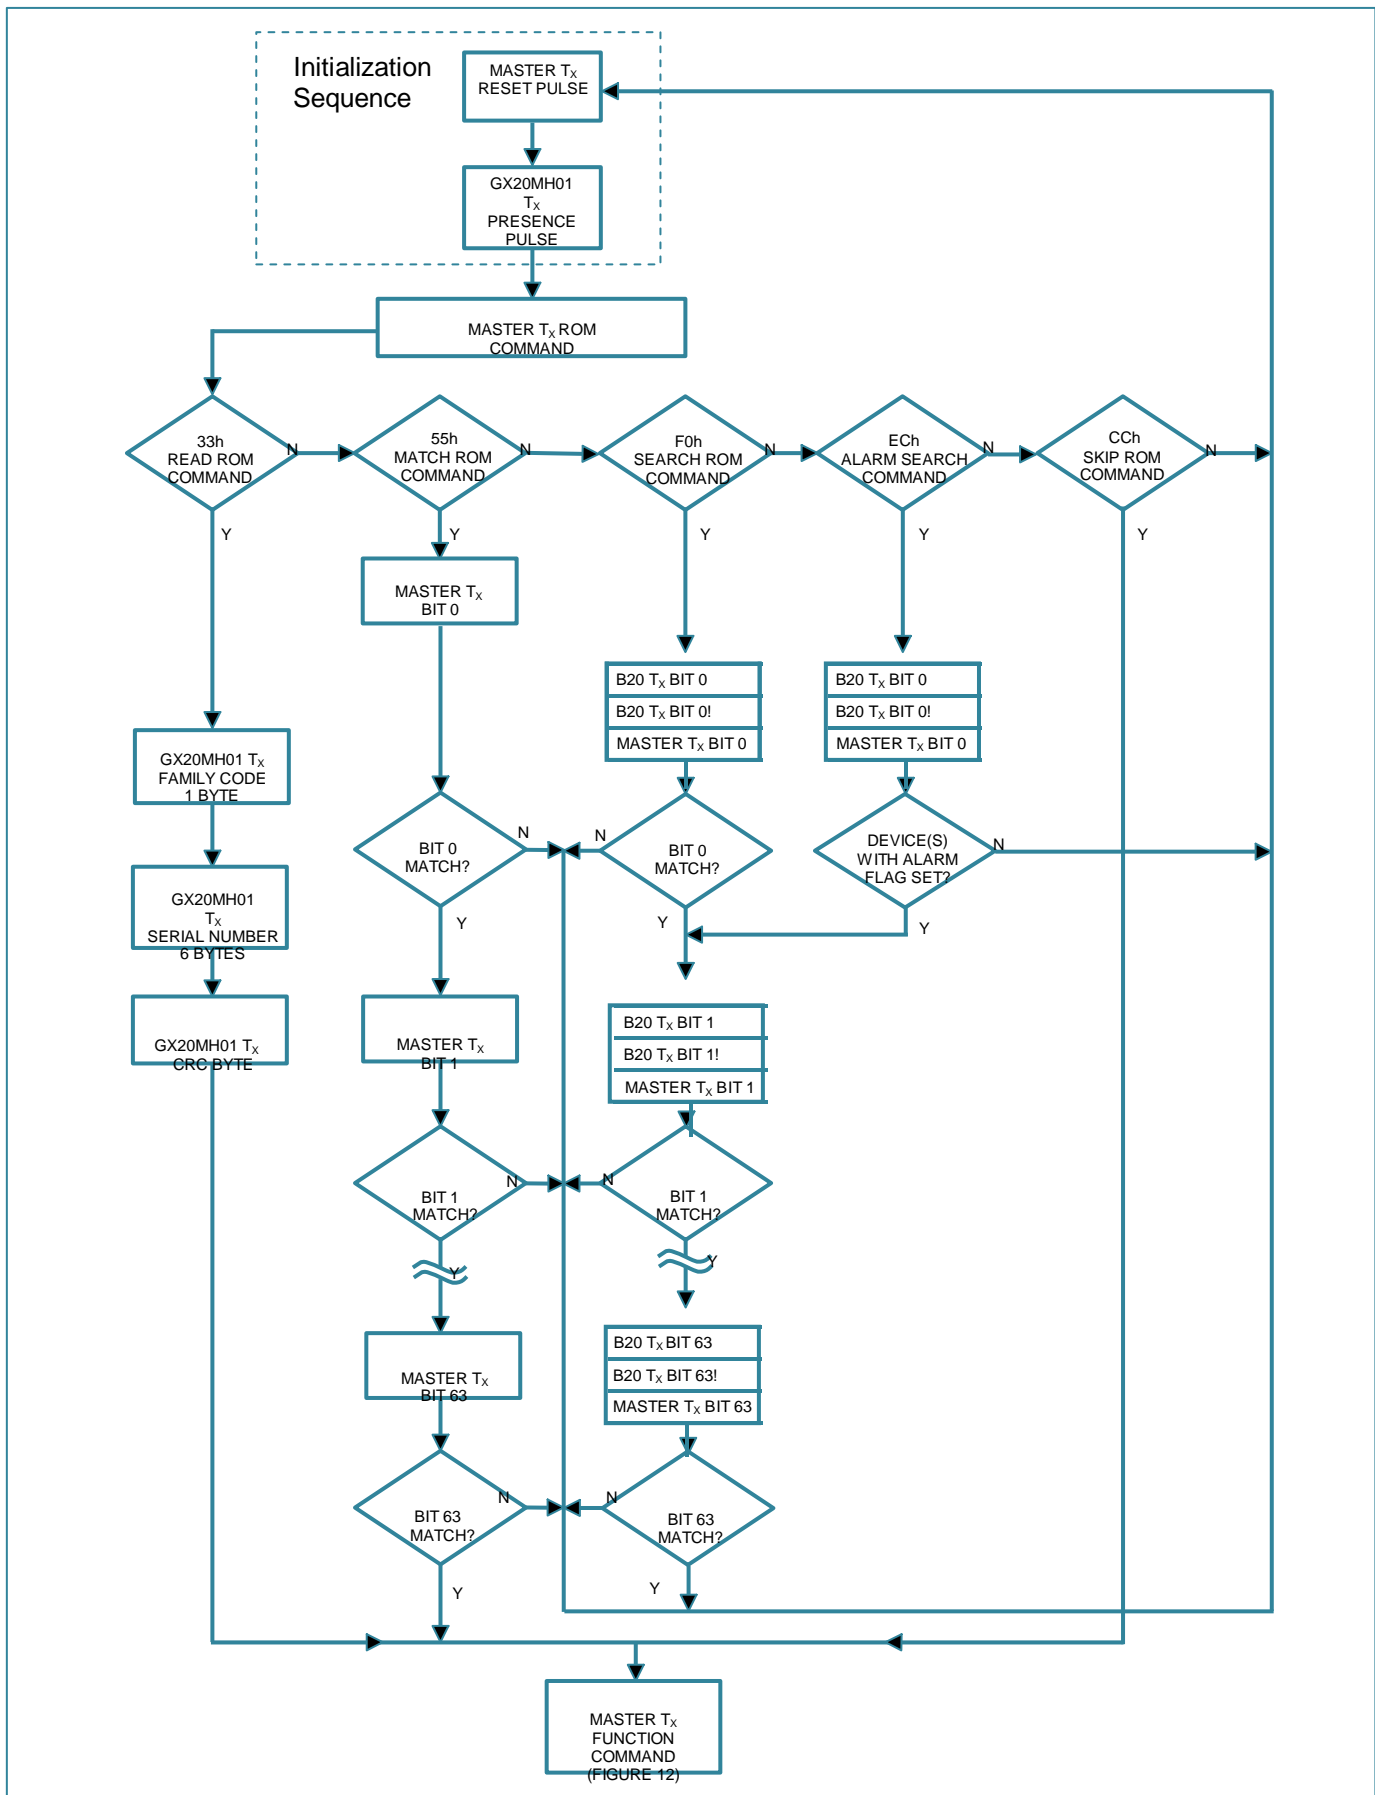 Initialization
Sequence
MASTER TX
RESET PULSE
GX20MH01
TX
PRESENCE
PULSE
MASTER TX ROM
COMMAND
33h
READ ROM
COMMAND
N
55h
MATCH ROM
COMMAND
N
F0h
SEARCH ROM
COMMAND
N
ECh
ALARM SEARCH
COMMAND
N
CCh
SKIP ROM
COMMAND
N
Y
Y
Y
Y
Y
MASTER TX
BIT 0
B20 TX BIT 0
B20 TX BIT 0!
MASTER TX BIT 0
B20 TX BIT 0
B20 TX BIT 0!
MASTER TX BIT 0
GX20MH01 TX
FAMILY CODE
1 BYTE
BIT 0
MATCH?
N
N
BIT 0
MATCH?
DEVICE(S)
WITH ALARM
FLAG SET?
N
GX20MH01
TX
SERIAL NUMBER
6 BYTES
Y
Y
Y
GX20MH01 TX
CRC BYTE
MASTER TX
BIT 1
B20 TX BIT 1
B20 TX BIT 1!
MASTER TX BIT 1
BIT 1
MATCH?
N
N
BIT 1
MATCH?
Y
Y
MASTER TX
BIT 63
B20 TX BIT 63
B20 TX BIT 63!
MASTER TX BIT 63
BIT 63
MATCH?
N
N
BIT 63
MATCH?
Y
Y
MASTER TX
FUNCTION
COMMAND
(FIGURE 12)